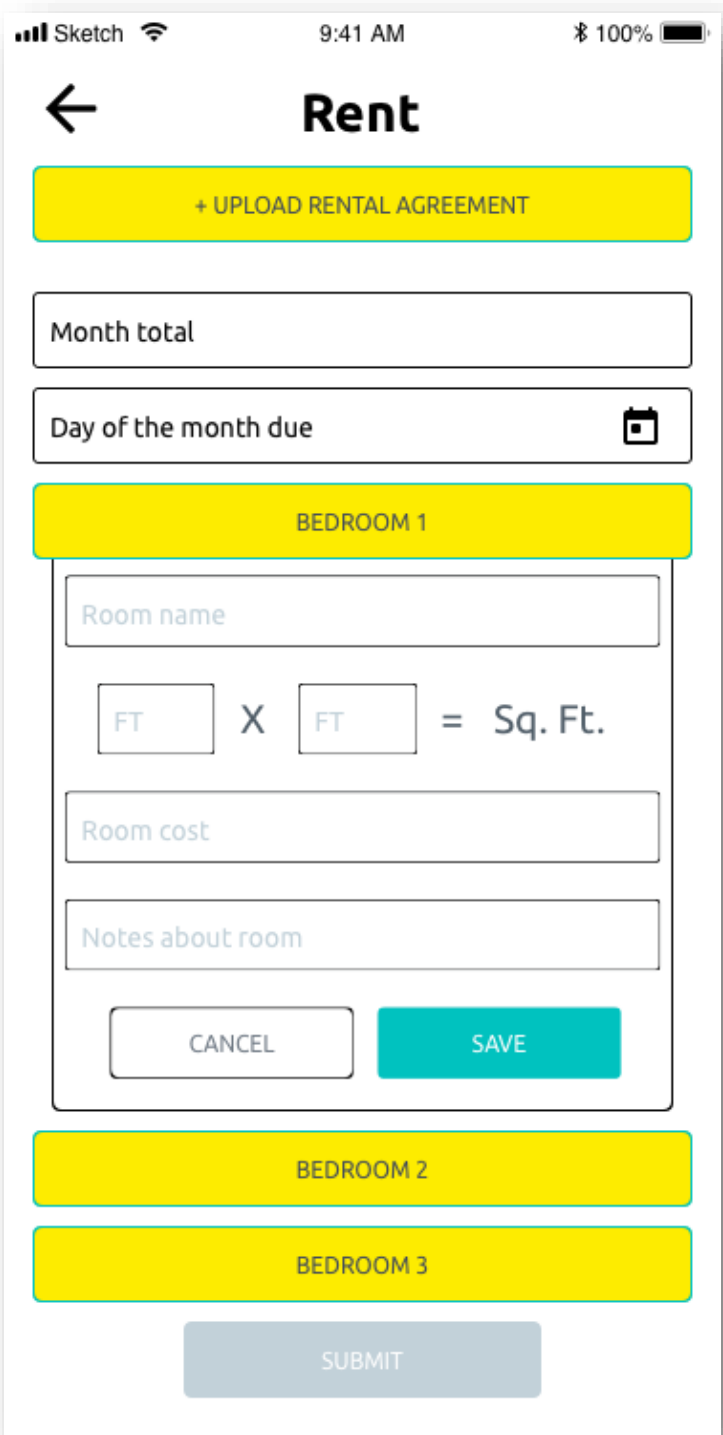 Sketch 9:41 AM 100%
Rent
+ UPLOAD RENTAL AGREEMENT
Month total
Day of the month due
BEDROOM 1
Room name
FT X FT = Sq. Ft.
Room cost
Notes about room
CANCEL SAVE
BEDROOM 2
BEDROOM 3
SUBMIT